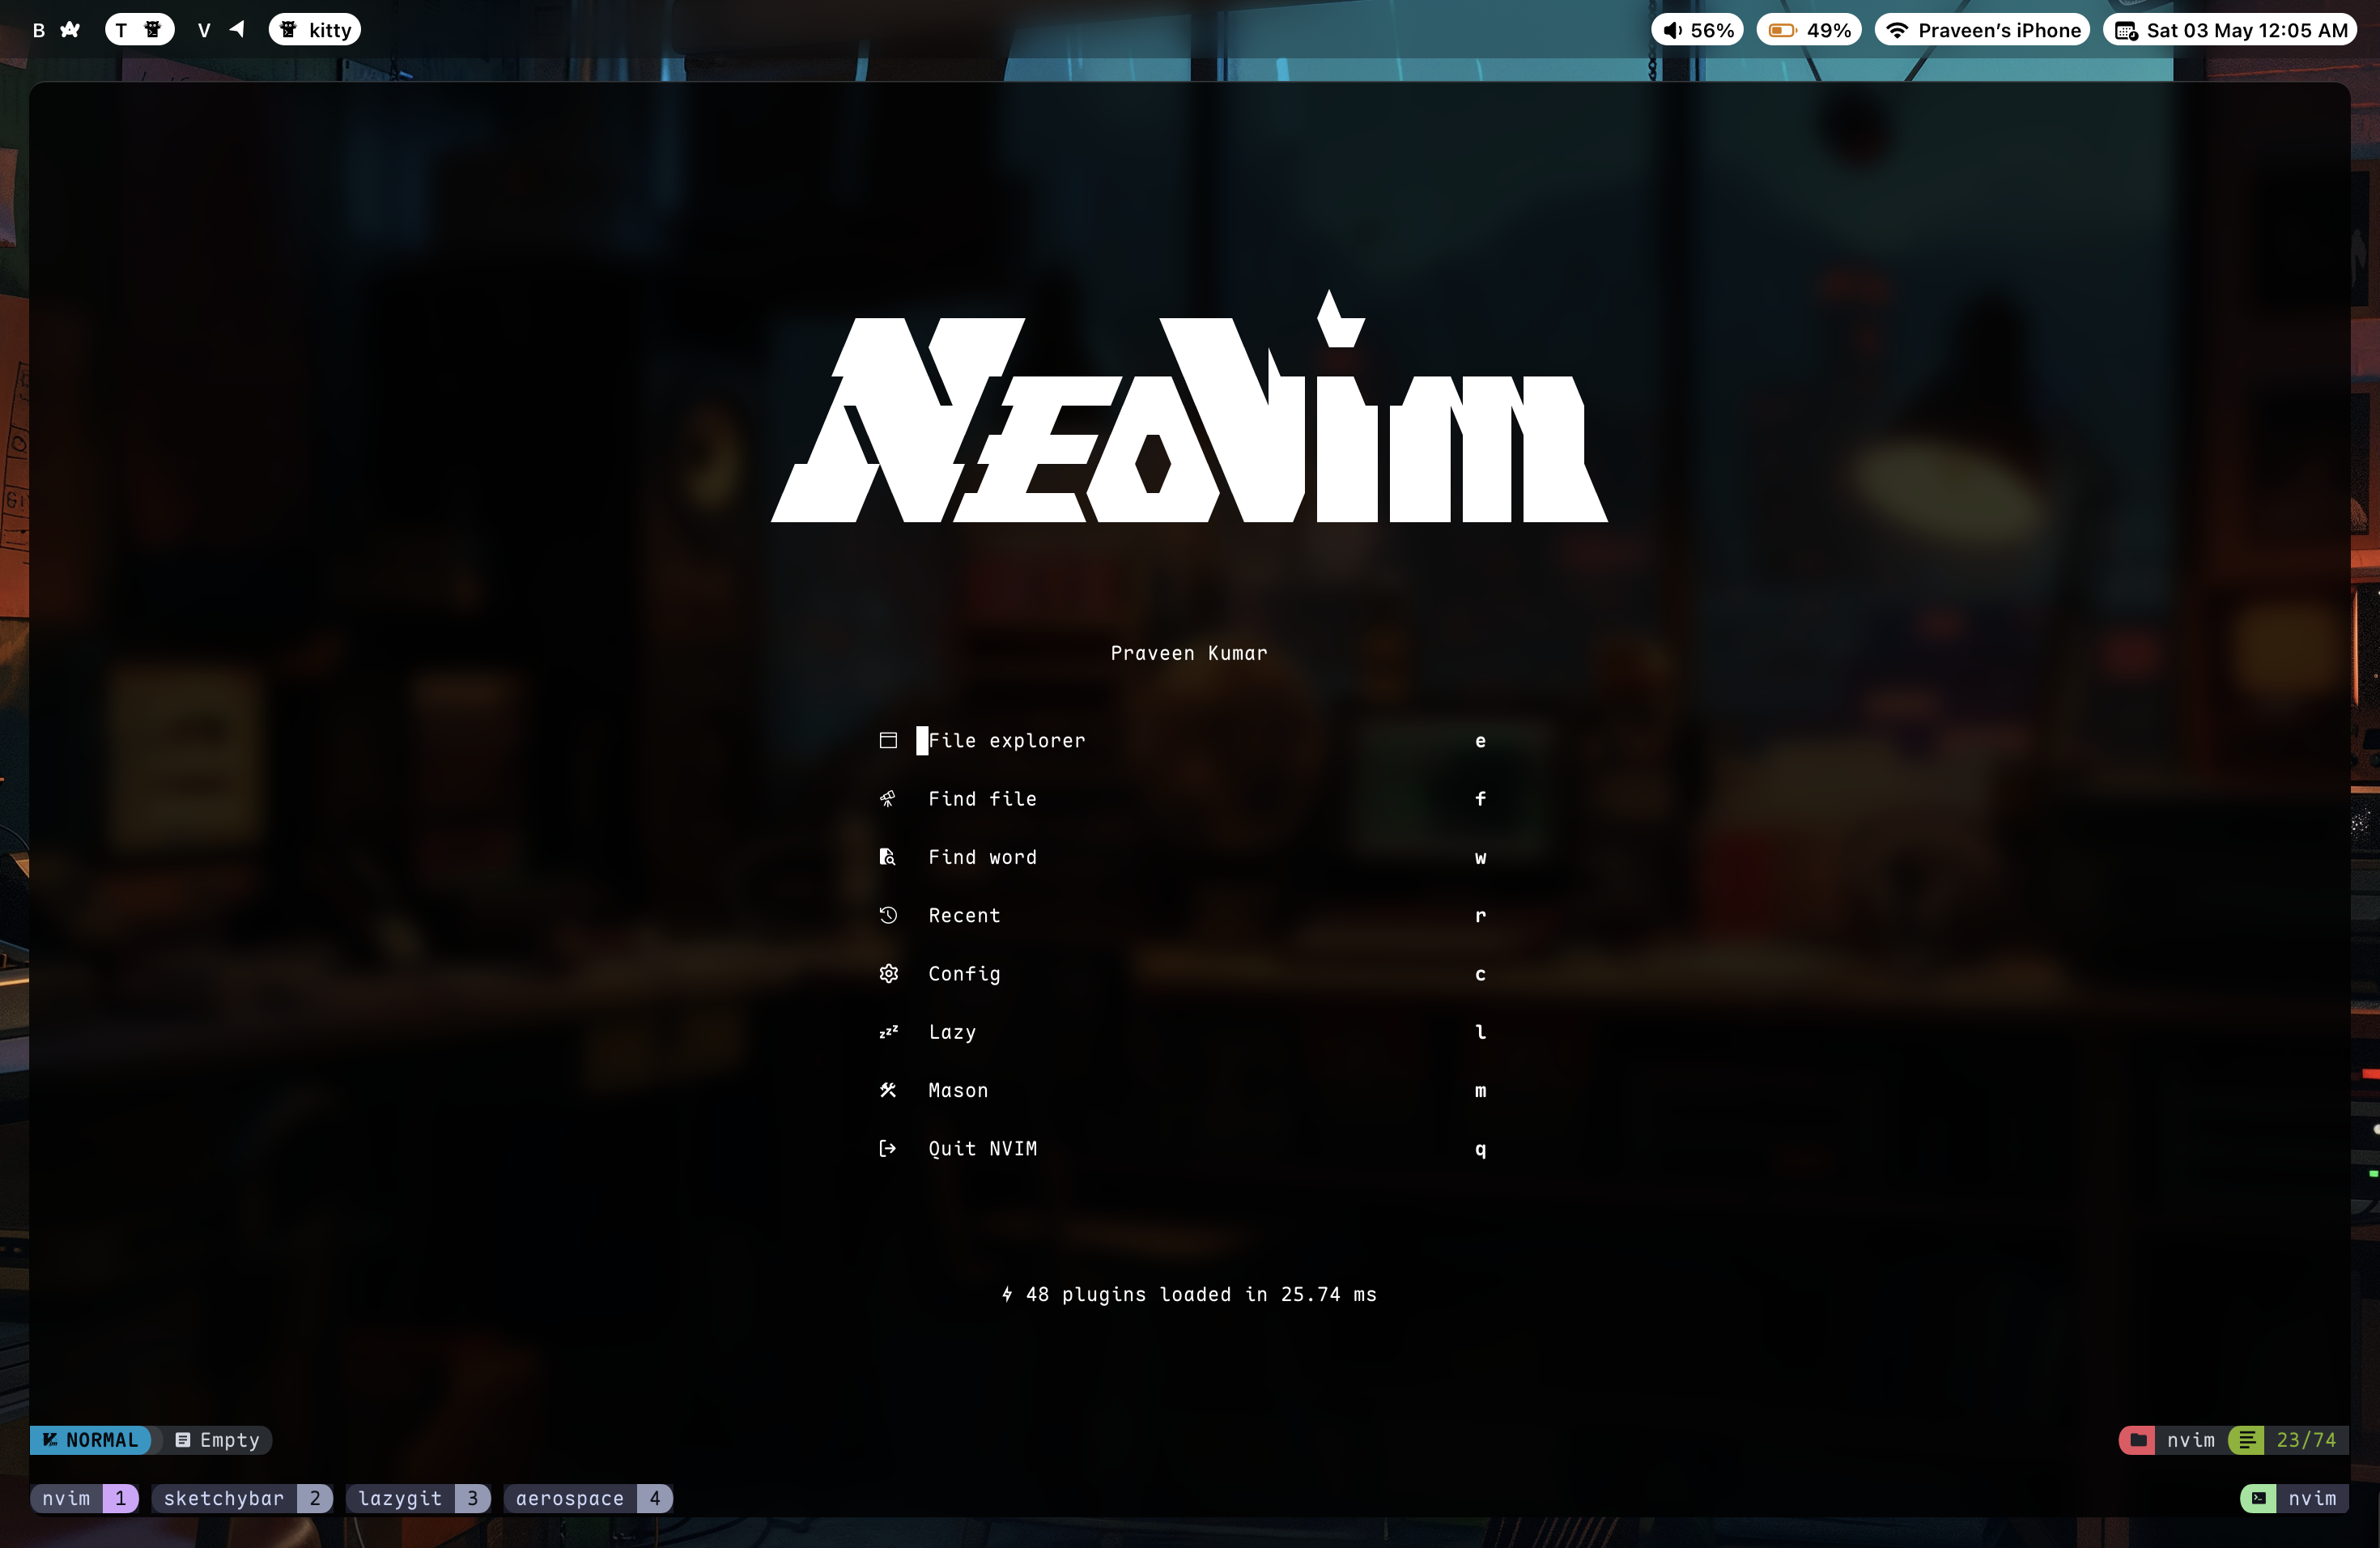 B T V kitty 56% 49% Praveen’s iPhone Sat 03 May 12:05 AM
NEOVIM
Praveen Kumar
File explorer e
Find file f
Find word w
Recent r
Config c
Lazy l
Mason m
Quit NVIM q
48 plugins loaded in 25.74 ms
NORMAL Empty nvim 23/74
nvim 1 sketchybar 2 lazygit 3 aerospace 4 nvim